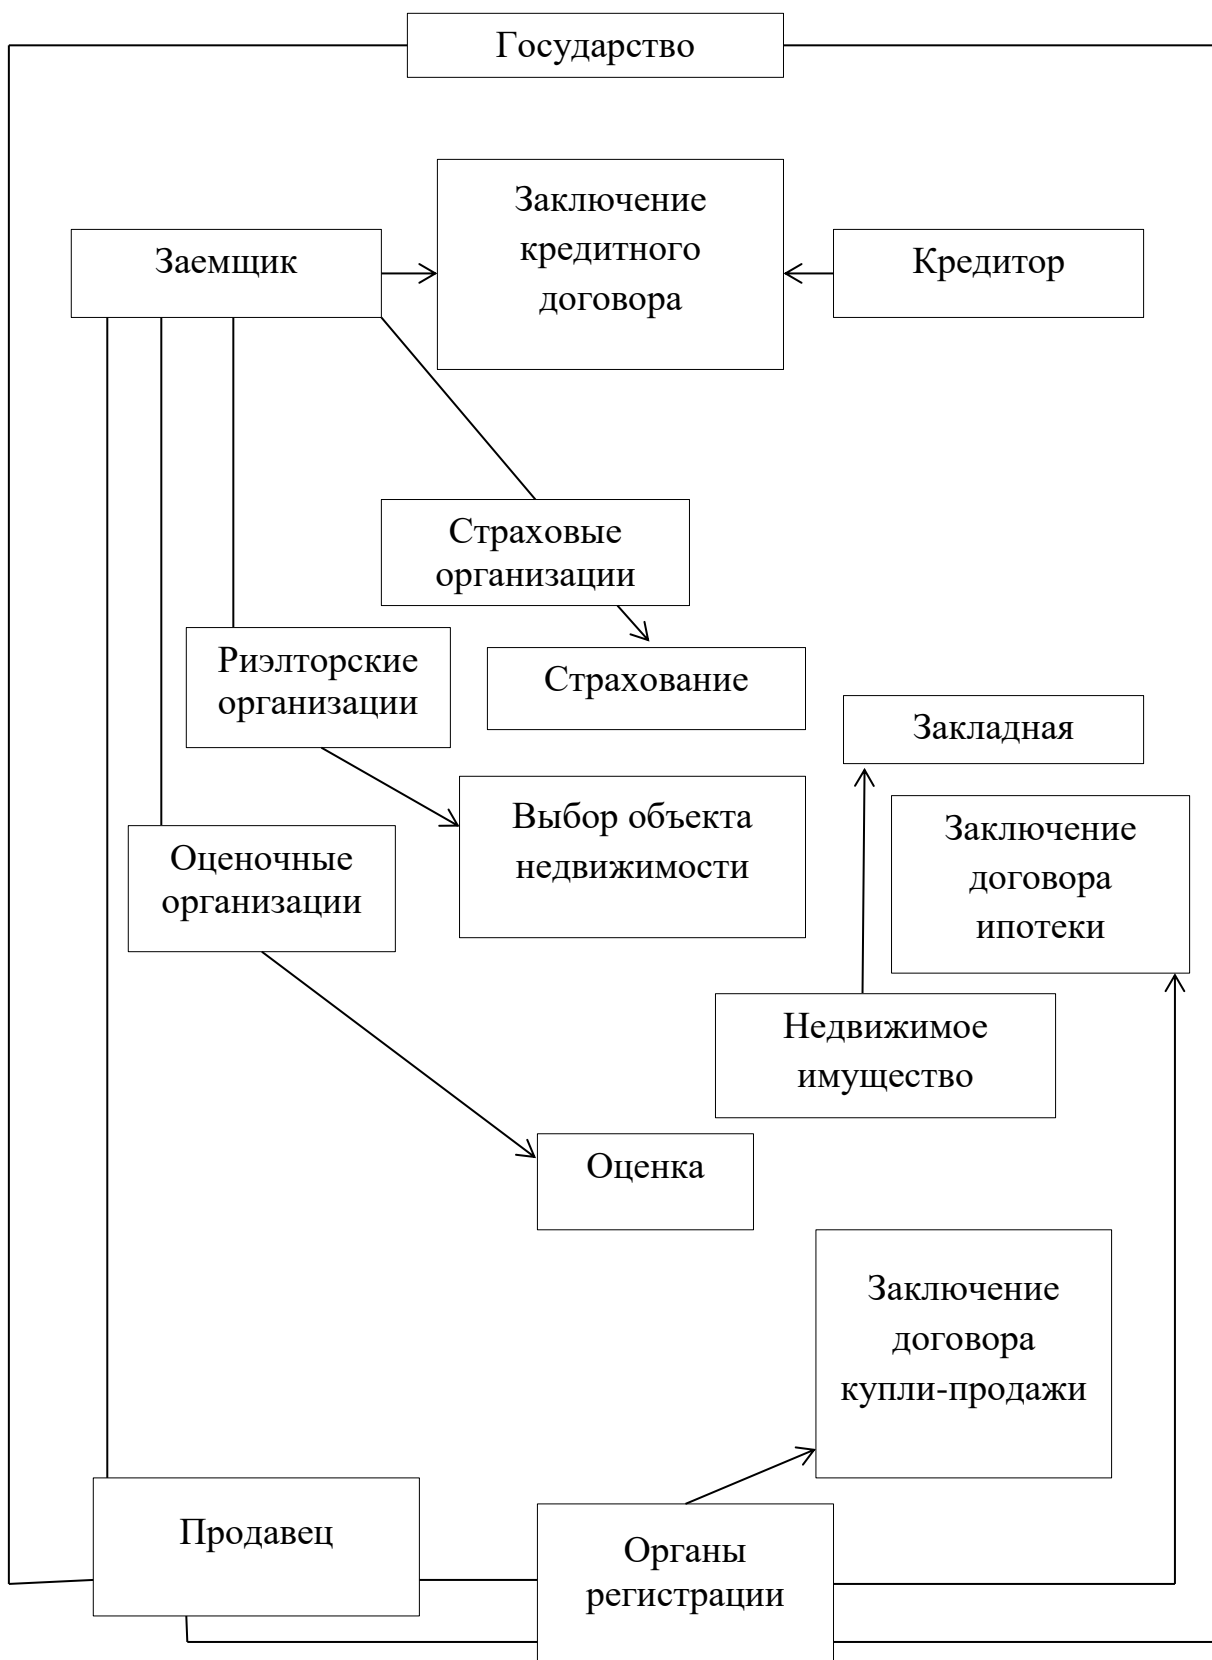 Государство
Заключение
кредитного
договора
Заемщик
Кредитор
Страховые
организации
Риэлторские
организации
Страхование
Закладная
Выбор объекта
недвижимости
Заключение
договора
ипотеки
Оценочные
организации
Недвижимое
имущество
Оценка
Заключение
договора
купли-продажи
Продавец
Органы
регистрации